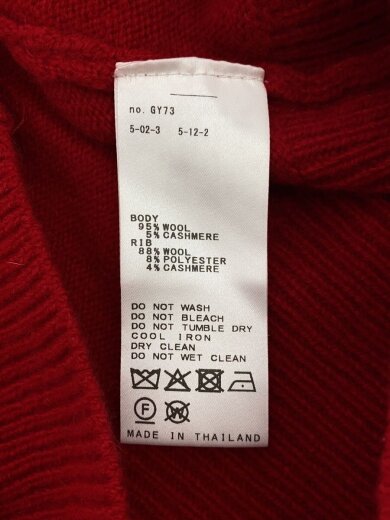 no. GY73
5-02-3 5-12-2
BODY
95% WOOL
5% CASHMERE
RIB
88% WOOL
8% POLYESTER
4% CASHMERE
DO NOT WASH
DO NOT BLEACH
DO NOT TUMBLE DRY
COOL IRON
DRY CLEAN
DO NOT WET CLEAN
F W
MADE IN THAILAND